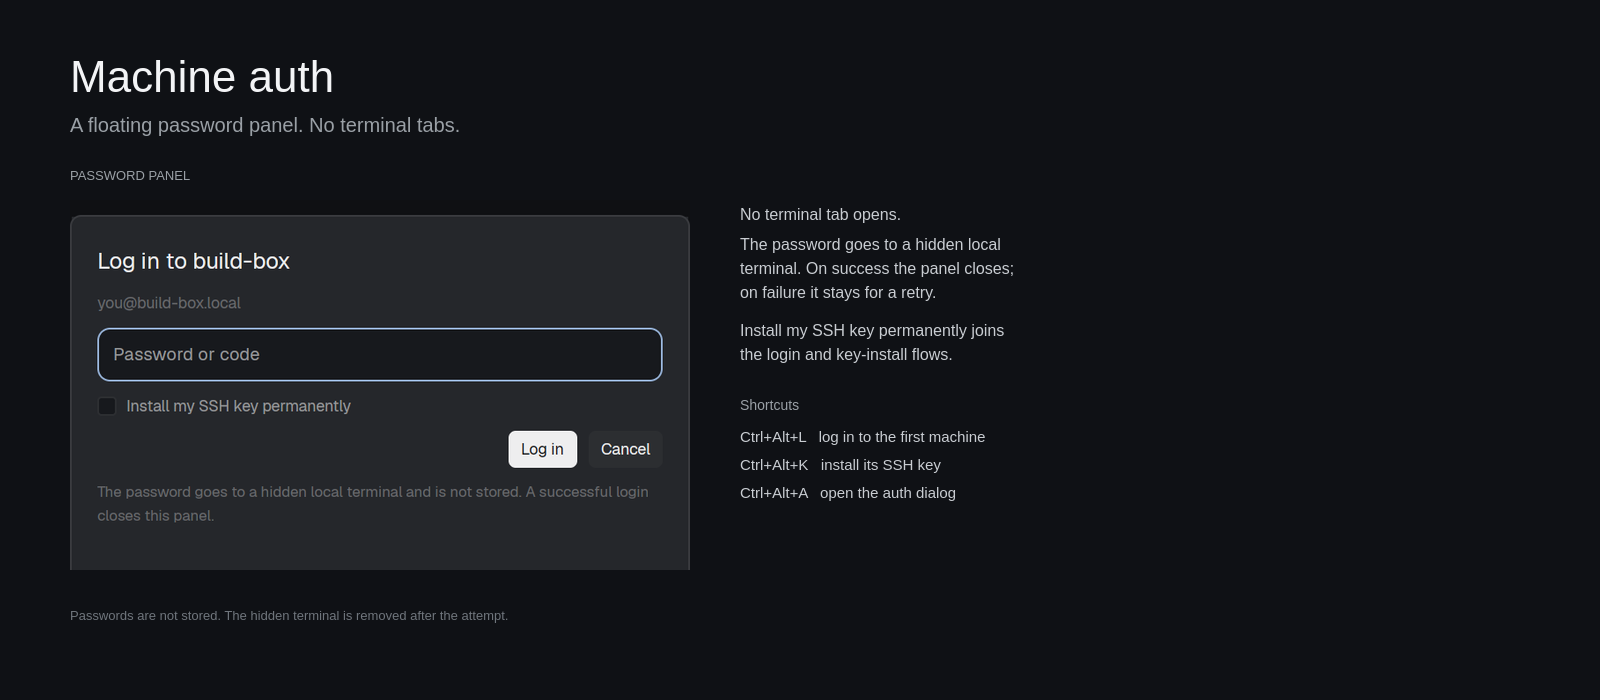 Machine auth
A floating password panel. No terminal tabs.
PASSWORD PANEL
Log in to build-box
you@build-box.local
Password or code
Install my SSH key permanently
Log in
Cancel
The password goes to a hidden local terminal and is not stored. A successful login
closes this panel.
No terminal tab opens.
The password goes to a hidden local
terminal. On success the panel closes;
on failure it stays for a retry.
Install my SSH key permanently joins
the login and key-install flows.
Shortcuts
Ctrl+Alt+L log in to the first machine
Ctrl+Alt+K install its SSH key
Ctrl+Alt+A open the auth dialog
Passwords are not stored. The hidden terminal is removed after the attempt.